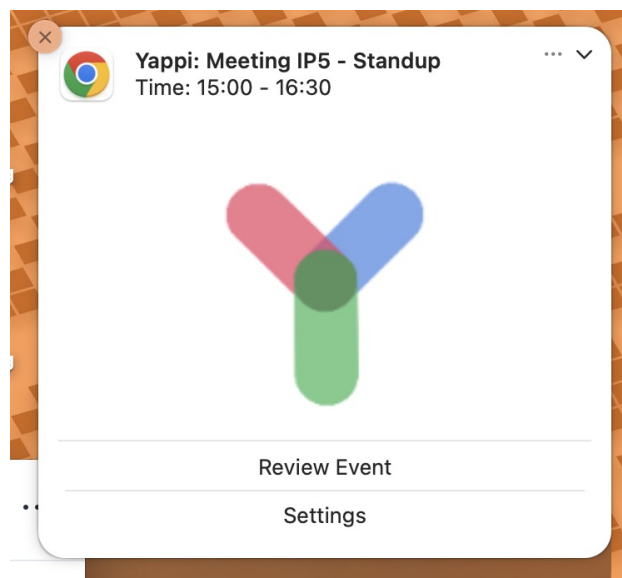 Yappi: Meeting IP5 - Standup
Time: 15:00 - 16:30
Review Event
Settings